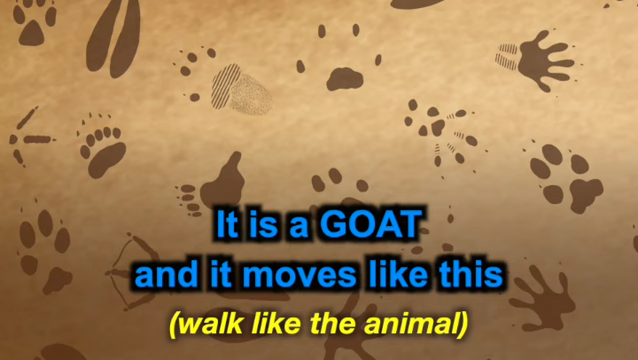 It is a GOAT
and it moves like this
(walk like the animal)